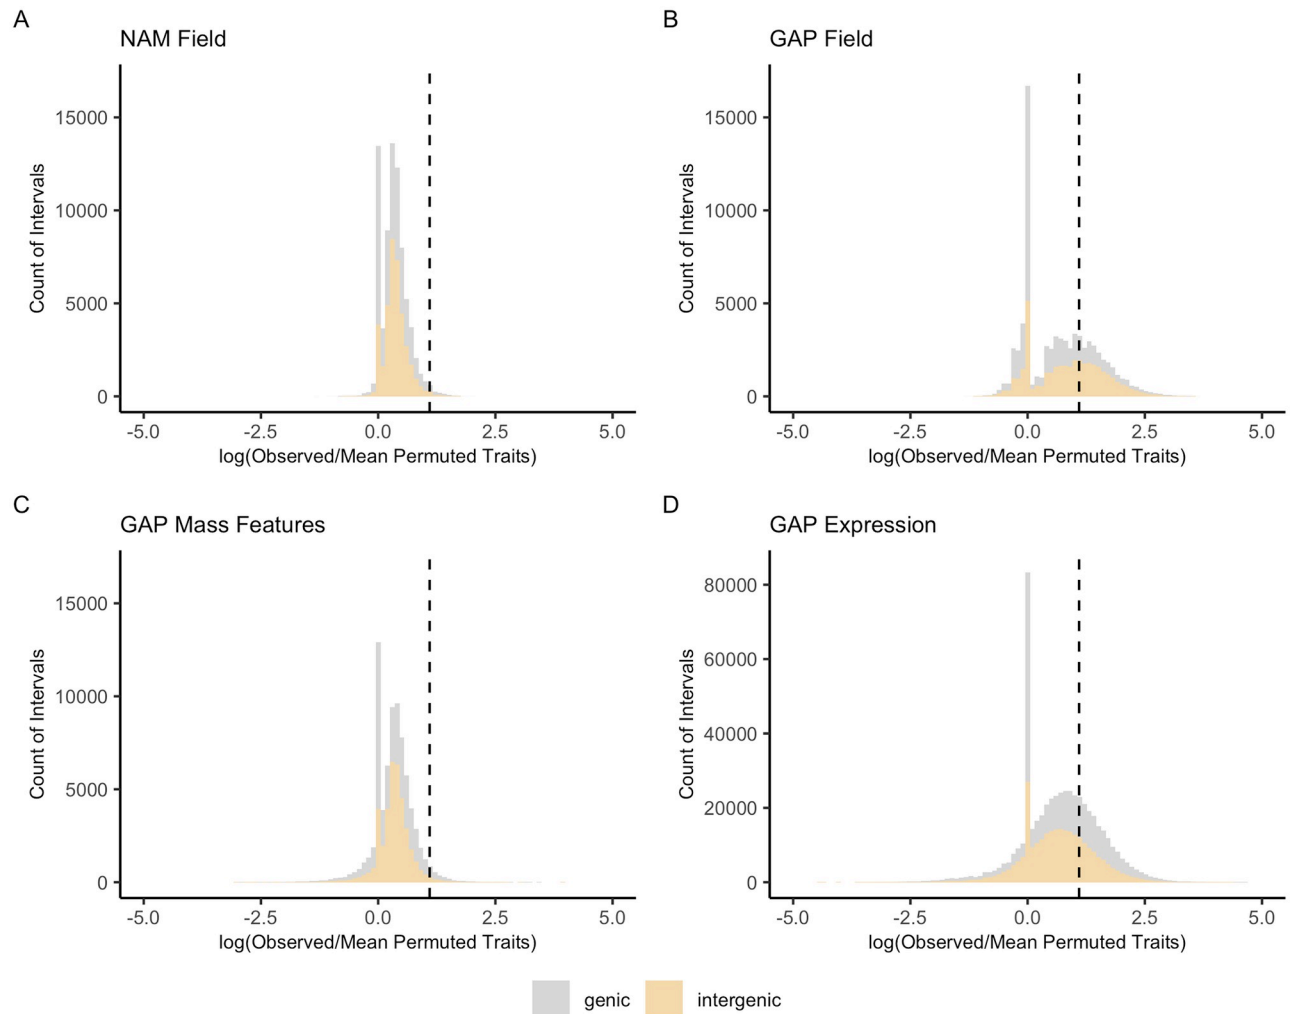 A
NAM Field
Count of Intervals
15000
10000
5000
0
-5.0 -2.5 0.0 2.5 5.0
log(Observed/Mean Permuted Traits)
B
GAP Field
Count of Intervals
15000
10000
5000
0
-5.0 -2.5 0.0 2.5 5.0
log(Observed/Mean Permuted Traits)
C
GAP Mass Features
Count of Intervals
15000
10000
5000
0
-5.0 -2.5 0.0 2.5 5.0
log(Observed/Mean Permuted Traits)
D
GAP Expression
Count of Intervals
80000
60000
40000
20000
0
-5.0 -2.5 0.0 2.5 5.0
log(Observed/Mean Permuted Traits)
genic intergenic